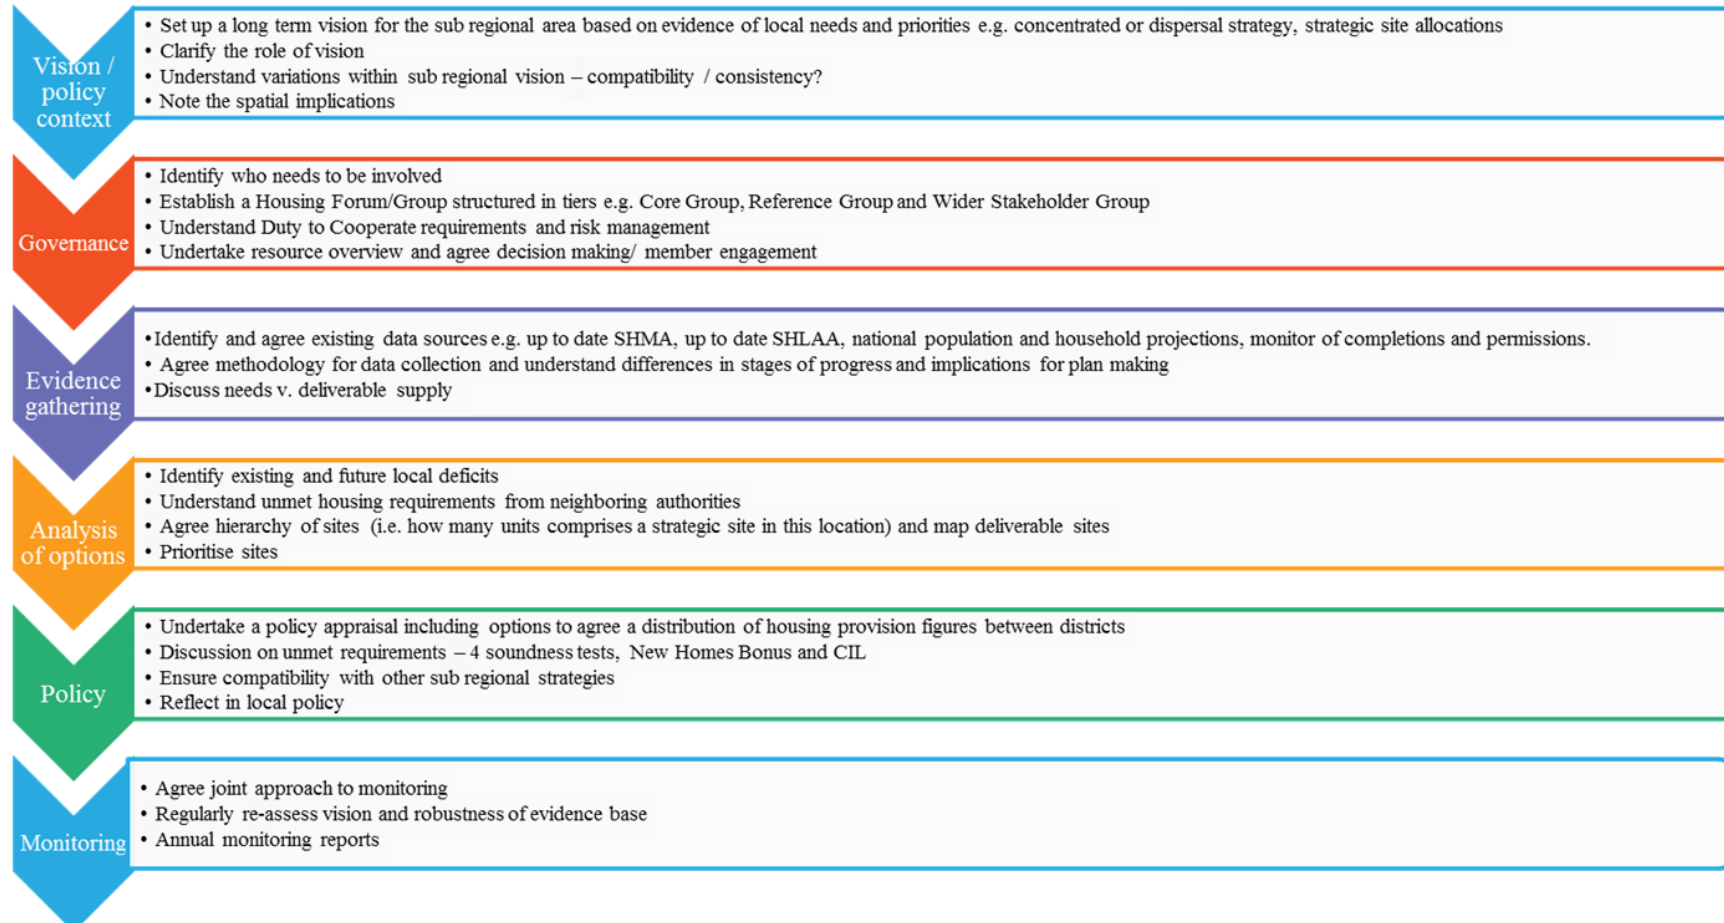 Vision /
policy
context
• Set up a long term vision for the sub regional area based on evidence of local needs and priorities e.g. concentrated or dispersal strategy, strategic site allocations
• Clarify the role of vision
• Understand variations within sub regional vision – compatibility / consistency?
• Note the spatial implications
Governance
• Identify who needs to be involved
• Establish a Housing Forum/Group structured in tiers e.g. Core Group, Reference Group and Wider Stakeholder Group
• Understand Duty to Cooperate requirements and risk management
• Undertake resource overview and agree decision making/ member engagement
Evidence
gathering
•Identify and agree existing data sources e.g. up to date SHMA, up to date SHLAA, national population and household projections, monitor of completions and permissions.
• Agree methodology for data collection and understand differences in stages of progress and implications for plan making
•Discuss needs v. deliverable supply
Analysis
of options
• Identify existing and future local deficits
• Understand unmet housing requirements from neighboring authorities
• Agree hierarchy of sites (i.e. how many units comprises a strategic site in this location) and map deliverable sites
• Prioritise sites
Policy
• Undertake a policy appraisal including options to agree a distribution of housing provision figures between districts
• Discussion on unmet requirements – 4 soundness tests, New Homes Bonus and CIL
• Ensure compatibility with other sub regional strategies
• Reflect in local policy
Monitoring
• Agree joint approach to monitoring
• Regularly re-assess vision and robustness of evidence base
• Annual monitoring reports